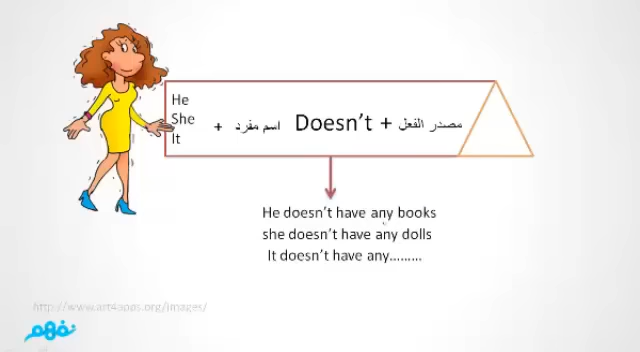 He
She
It
+ اسم مفرد
Doesn't + مصدر الفعل
He doesn't have any books
she doesn't have any dolls
It doesn't have any.........
http://www.art4apps.org/images/
نفهم